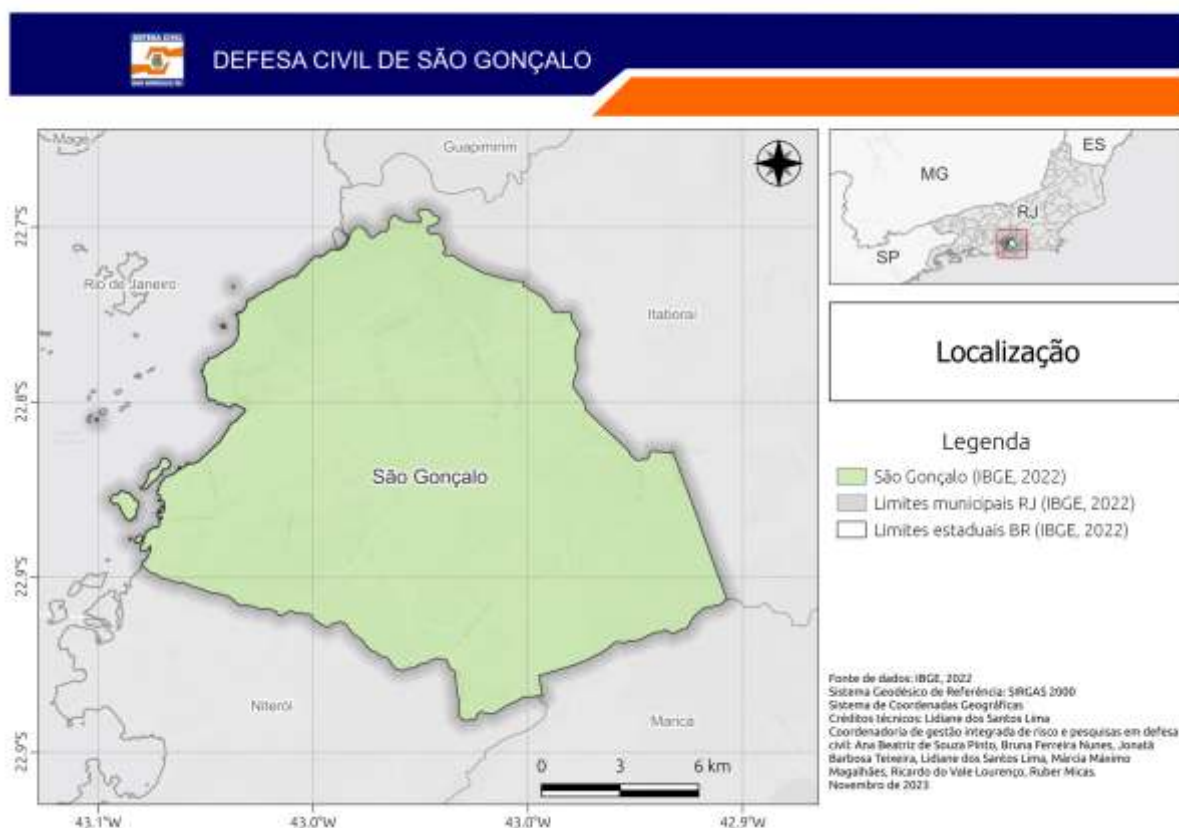 DEFESA CIVIL
DEFESA CIVIL DE SÃO GONÇALO
Magé
Guapimirim
Rio de Janeiro
Itaboraí
São Gonçalo
Niterói
Maricá
22.7°S
22.8°S
22.9°S
22.9°S
0 3 6 km
43.1°W 43.0°W 43.0°W 42.9°W
ES
MG
RJ
SP
Localização
Legenda
São Gonçalo (IBGE, 2022)
Limites municipais RJ (IBGE, 2022)
Limites estaduais BR (IBGE, 2022)
Fonte de dados: IBGE, 2022
Sistema Geodésico de Referência: SIRGAS 2000
Sistema de Coordenadas Geográficas
Créditos técnicos: Lidiane dos Santos Lima
Coordenadoria de gestão integrada de risco e pesquisas em defesa
civil: Ana Beatriz de Souza Pinto, Bruna Ferreira Nunes, Jonatã
Barbosa Teixeira, Lidiane dos Santos Lima, Márcia Máximo
Magalhães, Ricardo do Vale Lourenço, Ruber Micas.
Novembro de 2023